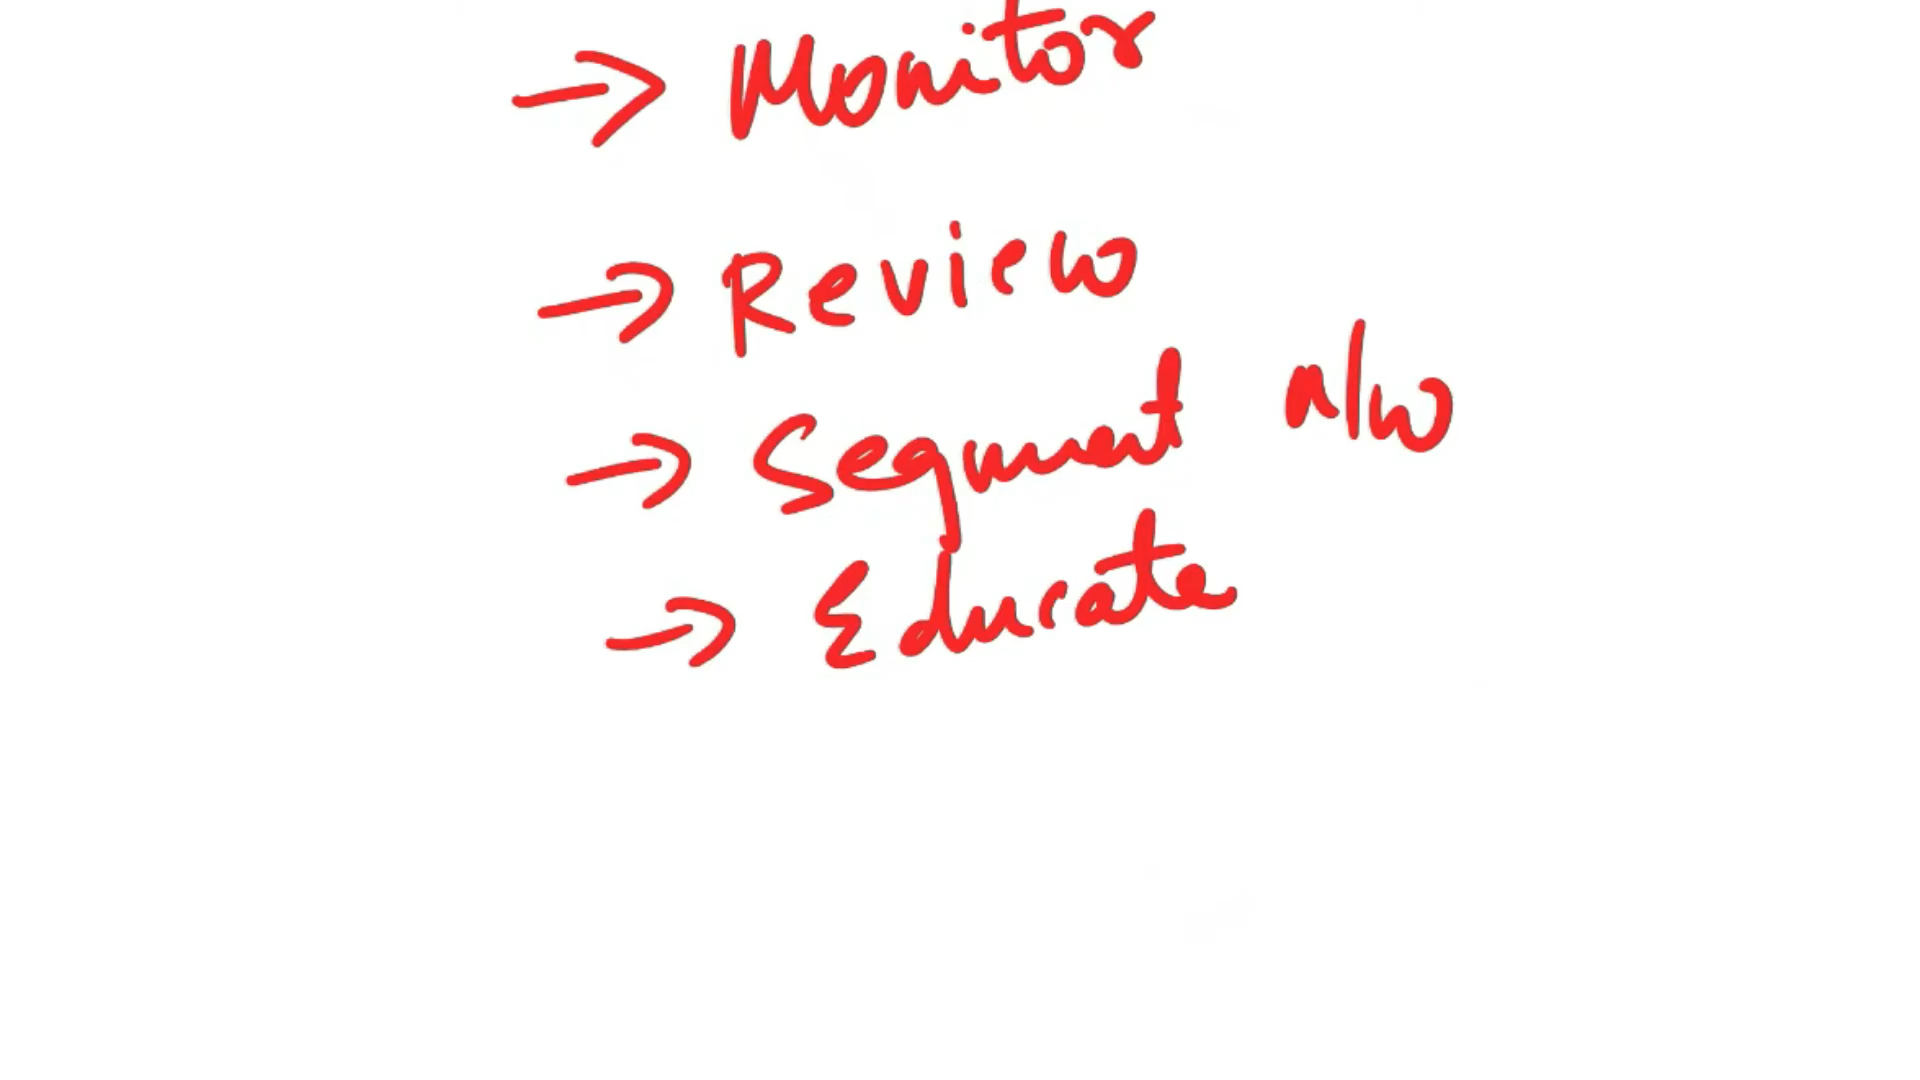 → Monitor
→ Review
→ Segment n/w
→ Educate